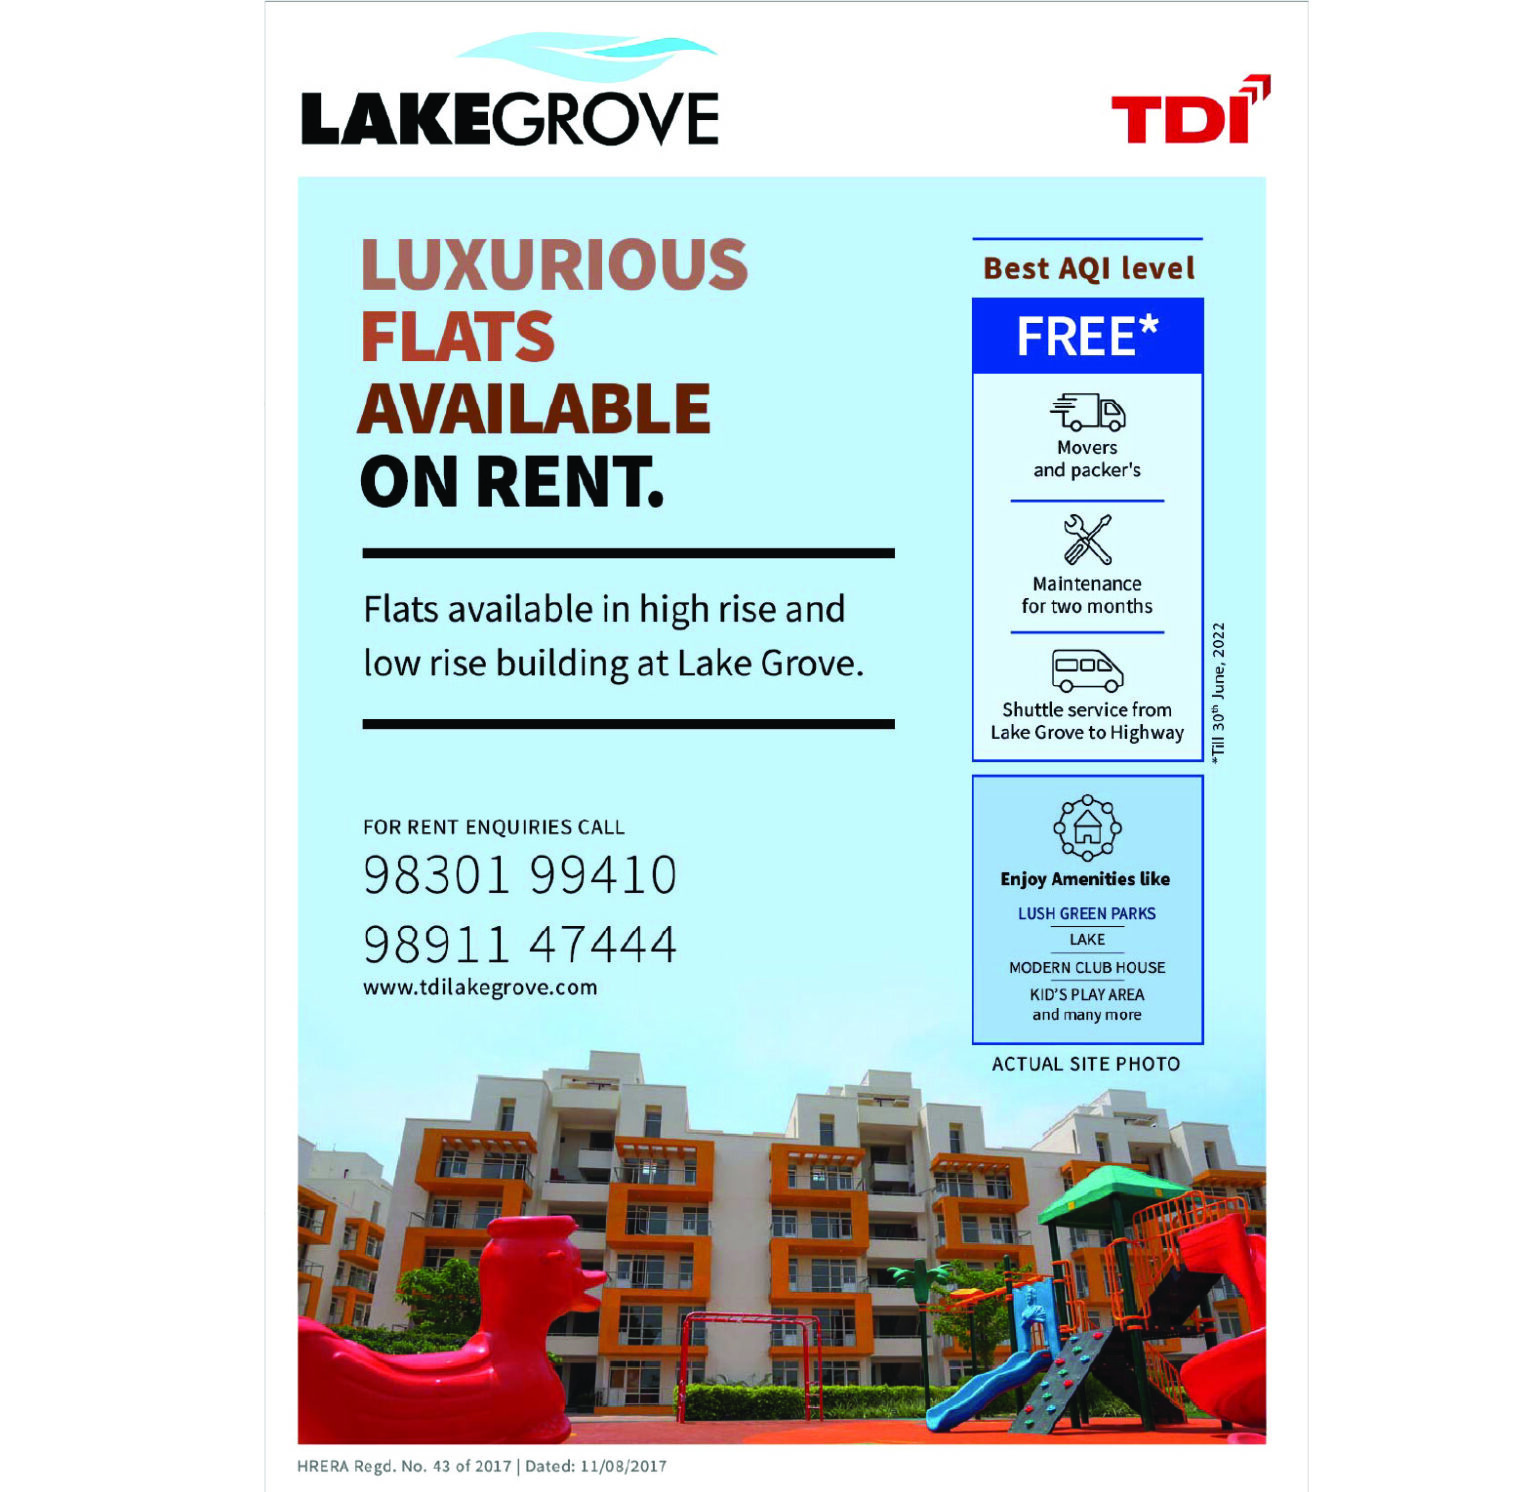 LAKEGROVE
TDI
LUXURIOUS
FLATS
AVAILABLE
ON RENT.
Flats available in high rise and
low rise building at Lake Grove.
FOR RENT ENQUIRIES CALL
98301 99410
98911 47444
www.tdilakegrove.com
Best AQI level
FREE*
Movers
and packer's
Maintenance
for two months
Shuttle service from
Lake Grove to Highway
*Till 30th June, 2022
Enjoy Amenities like
LUSH GREEN PARKS
LAKE
MODERN CLUB HOUSE
KID'S PLAY AREA
and many more
ACTUAL SITE PHOTO
HRERA Regd. No. 43 of 2017 | Dated: 11/08/2017